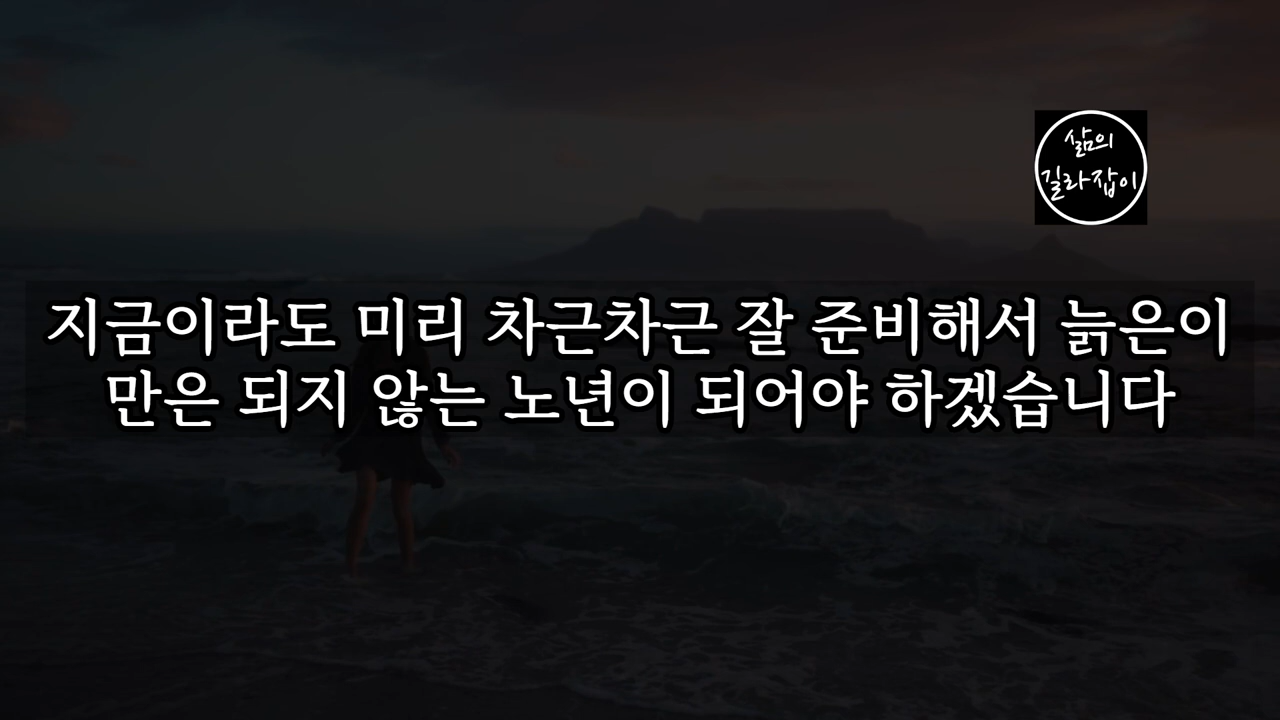 삶의
길라잡이
지금이라도 미리 차근차근 잘 준비해서 늙은이
만은 되지 않는 노년이 되어야 하겠습니다